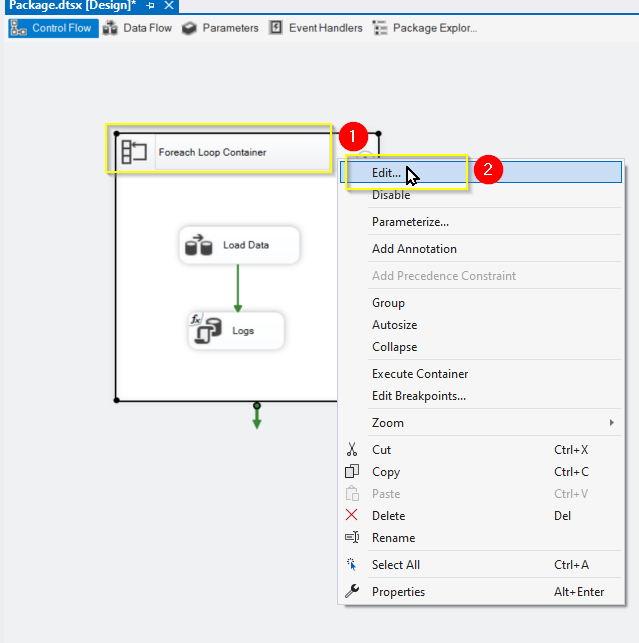 Package.dtsx [Design]*
Control Flow Data Flow Parameters Event Handlers Package Explor...
1
Foreach Loop Container
Edit... 2
Disable
Parameterize...
Load Data
Add Annotation
Add Precedence Constraint
Group
Autosize
fx
Logs
Collapse
Execute Container
Edit Breakpoints...
Zoom
Cut Ctrl+X
Copy Ctrl+C
Paste Ctrl+V
Delete Del
Rename
Select All Ctrl+A
Properties Alt+Enter